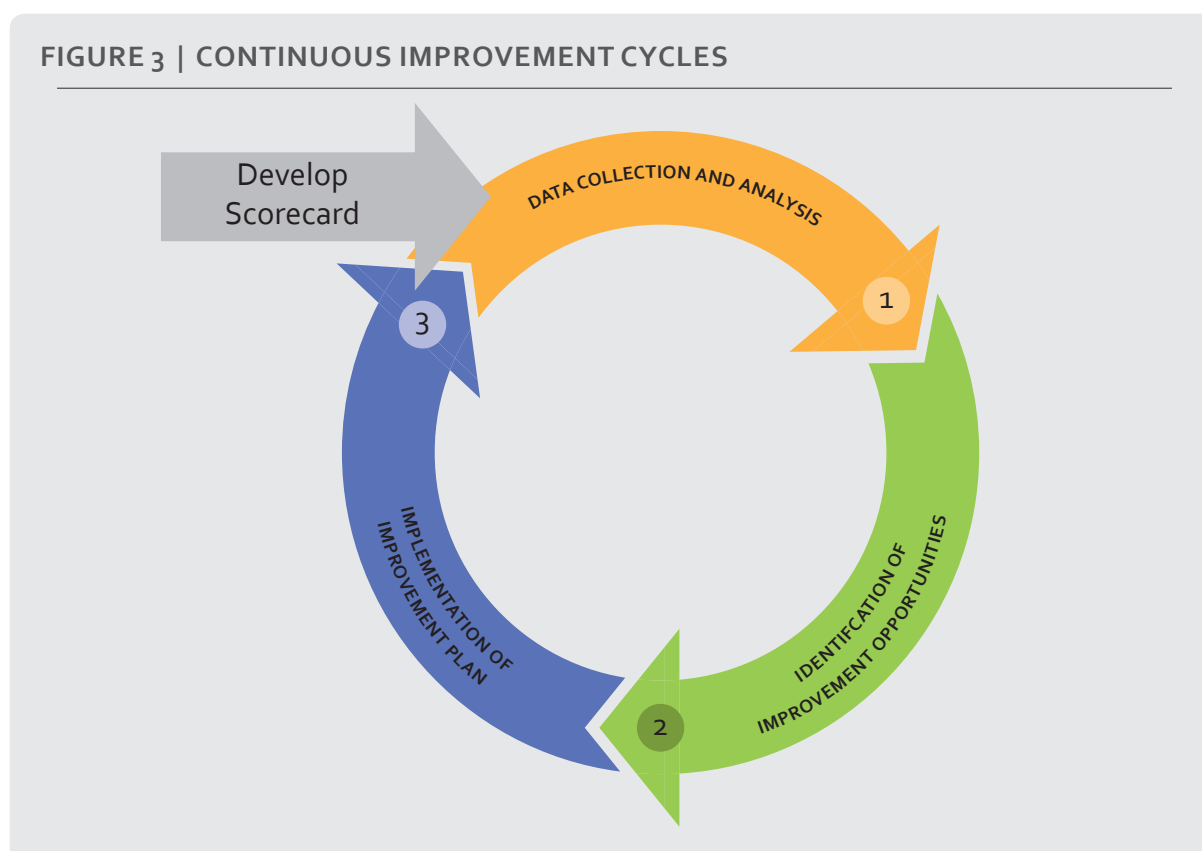 FIGURE 3 | CONTINUOUS IMPROVEMENT CYCLES
Develop
Scorecard
DATA COLLECTION AND ANALYSIS
1
IDENTIFCATION OF
IMPROVEMENT OPPORTUNITIES
2
IMPLEMENTATION OF
IMPROVEMENT PLAN
3